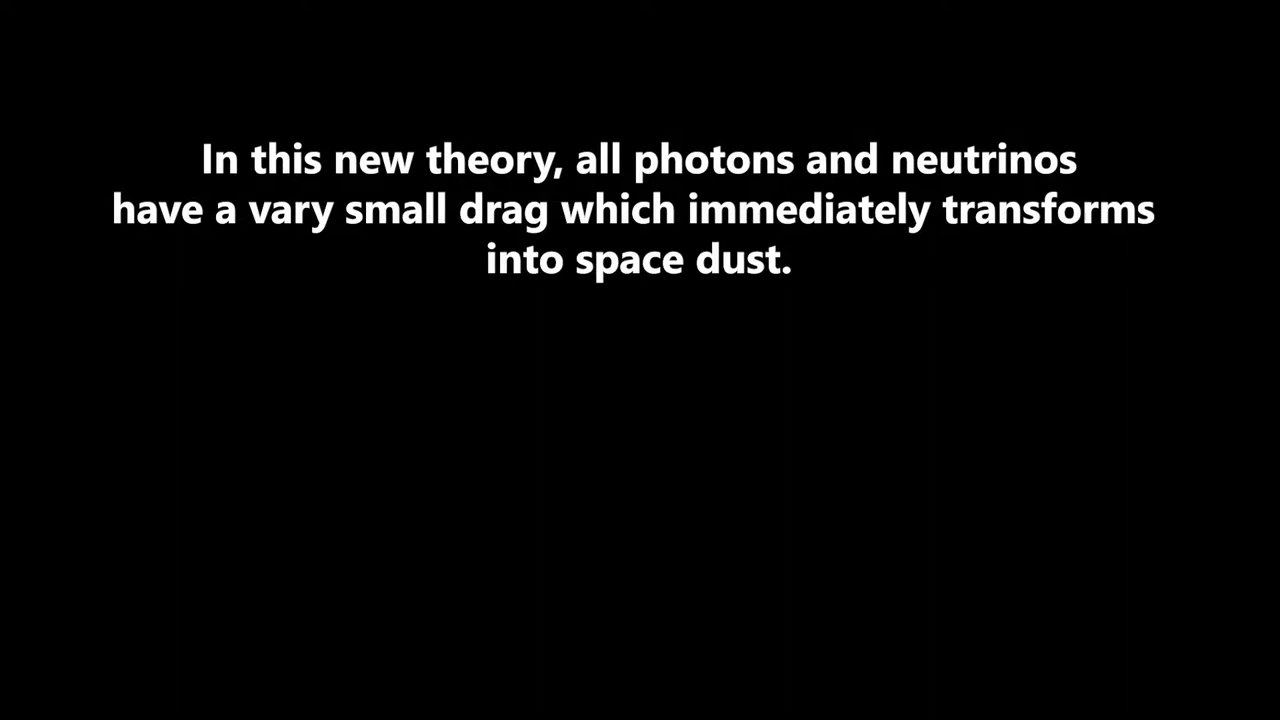 In this new theory, all photons and neutrinos
have a vary small drag which immediately transforms
into space dust.